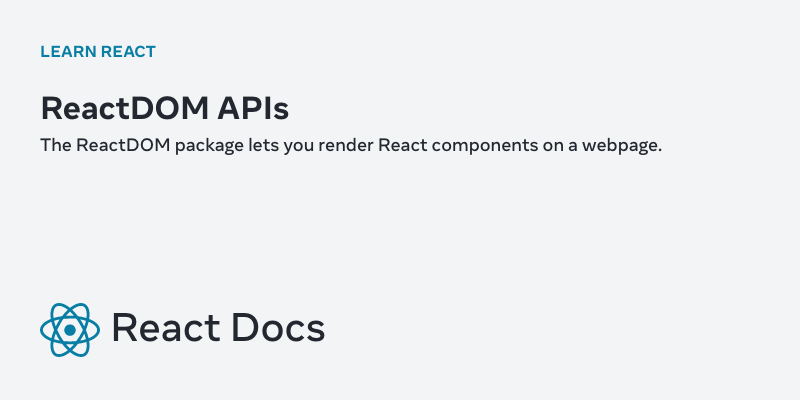 LEARN REACT
ReactDOM APIs
The ReactDOM package lets you render React components on a webpage.
React Docs